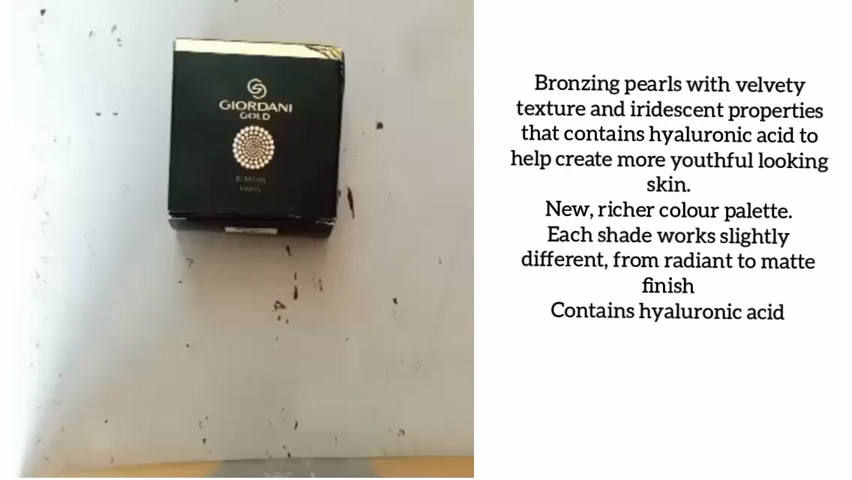 GIORDANI
GOLD
Bronzing pearls with velvety
texture and iridescent properties
that contains hyaluronic acid to
help create more youthful looking
skin.
New, richer colour palette.
Each shade works slightly
different, from radiant to matte
finish
Contains hyaluronic acid